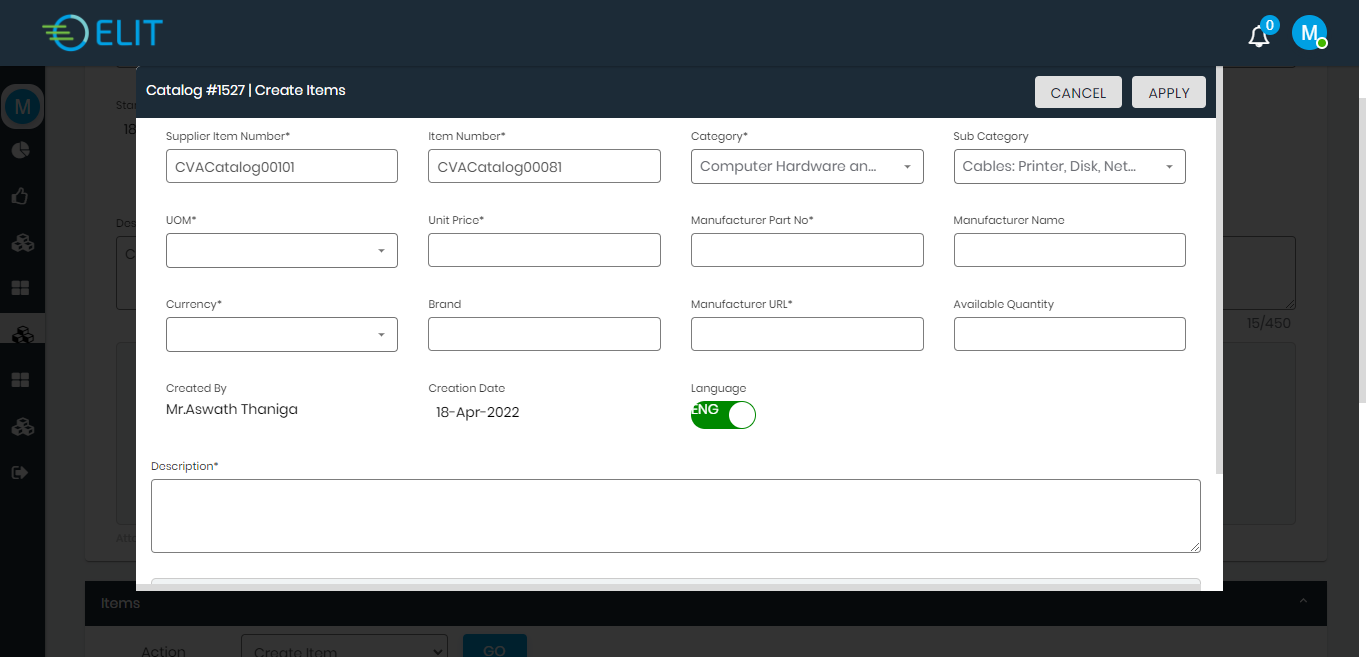 ELIT
0
M
Catalog #1527 | Create Items
CANCEL
APPLY
M
Supplier Item Number*
Item Number*
Category*
Sub Category
CVACatalog00101
CVACatalog00081
Computer Hardware an...
Cables: Printer, Disk, Net...
UOM*
Unit Price*
Manufacturer Part No*
Manufacturer Name
Currency*
Brand
Manufacturer URL*
Available Quantity
15/450
Created By
Creation Date
Language
Mr.Aswath Thaniga
18-Apr-2022
ENG
Description*
Items
Action
Create Item
GO